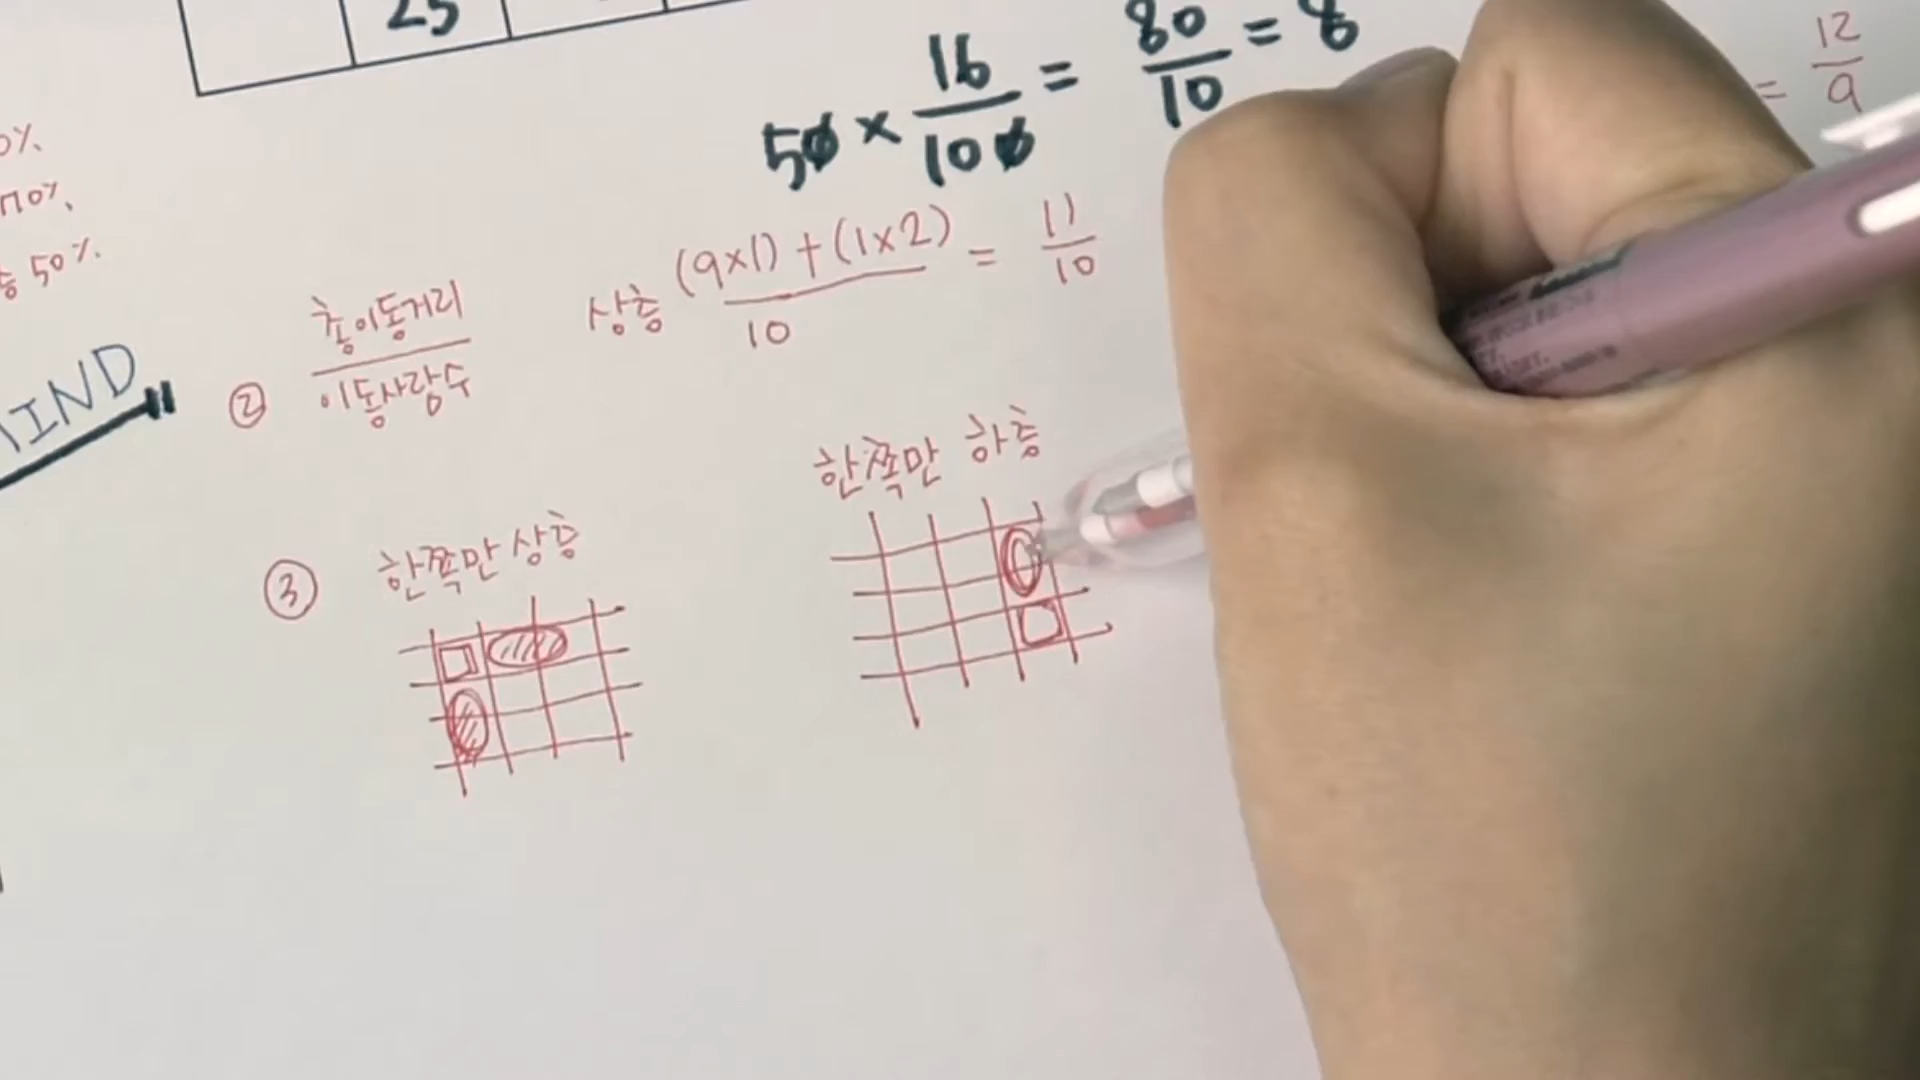 25
50 × 16/100 = 80/10 = 8
= 12/9
0%
70%
층 50%
상층 (9×1) + (1×2) / 10 = 11/10
② 총이동거리 / 이동사람수
IND
한쪽만 하층
③ 한쪽만 상층